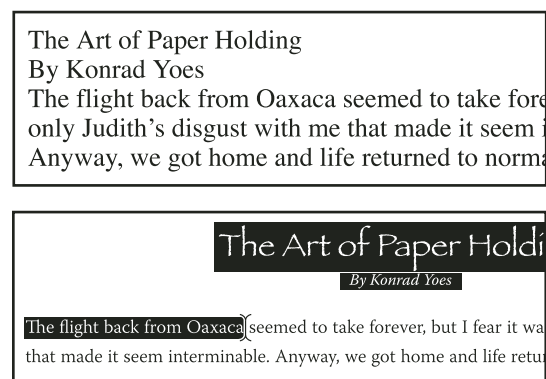 The Art of Paper Holding
By Konrad Yoes
The flight back from Oaxaca seemed to take fore
only Judith's disgust with me that made it seem i
Anyway, we got home and life returned to norma
The Art of Paper Holdi
By Konrad Yoes
The flight back from Oaxaca seemed to take forever, but I fear it wa
that made it seem interminable. Anyway, we got home and life retur